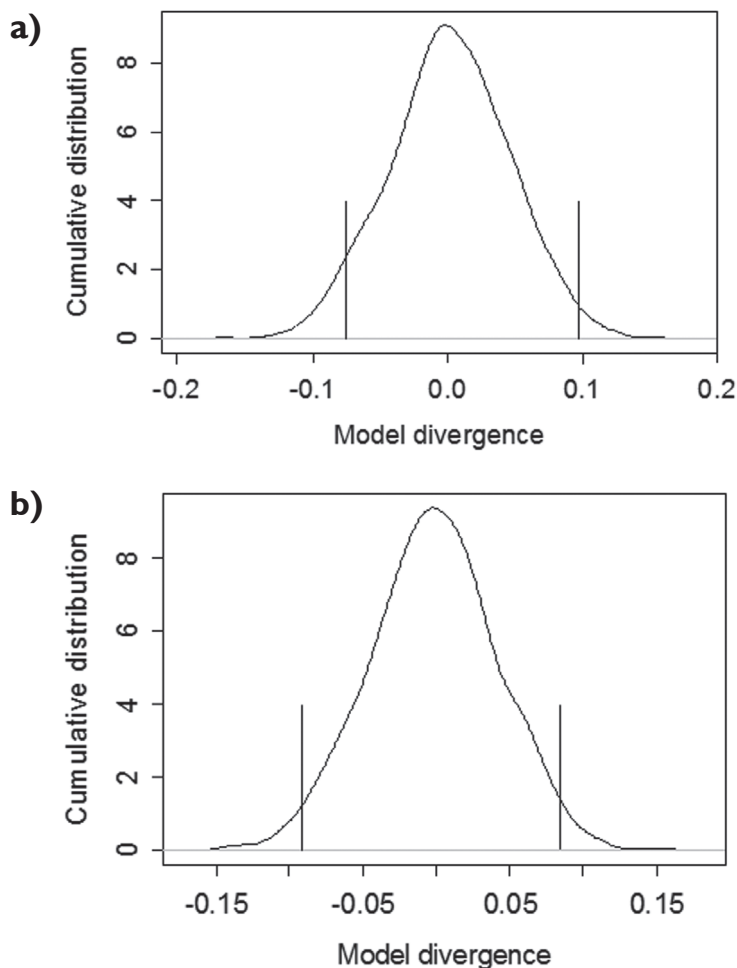 a)
Cumulative distribution
8
6
4
2
0
-0.2 -0.1 0.0 0.1 0.2
Model divergence
b)
Cumulative distribution
8
6
4
2
0
-0.15 -0.05 0.05 0.15
Model divergence